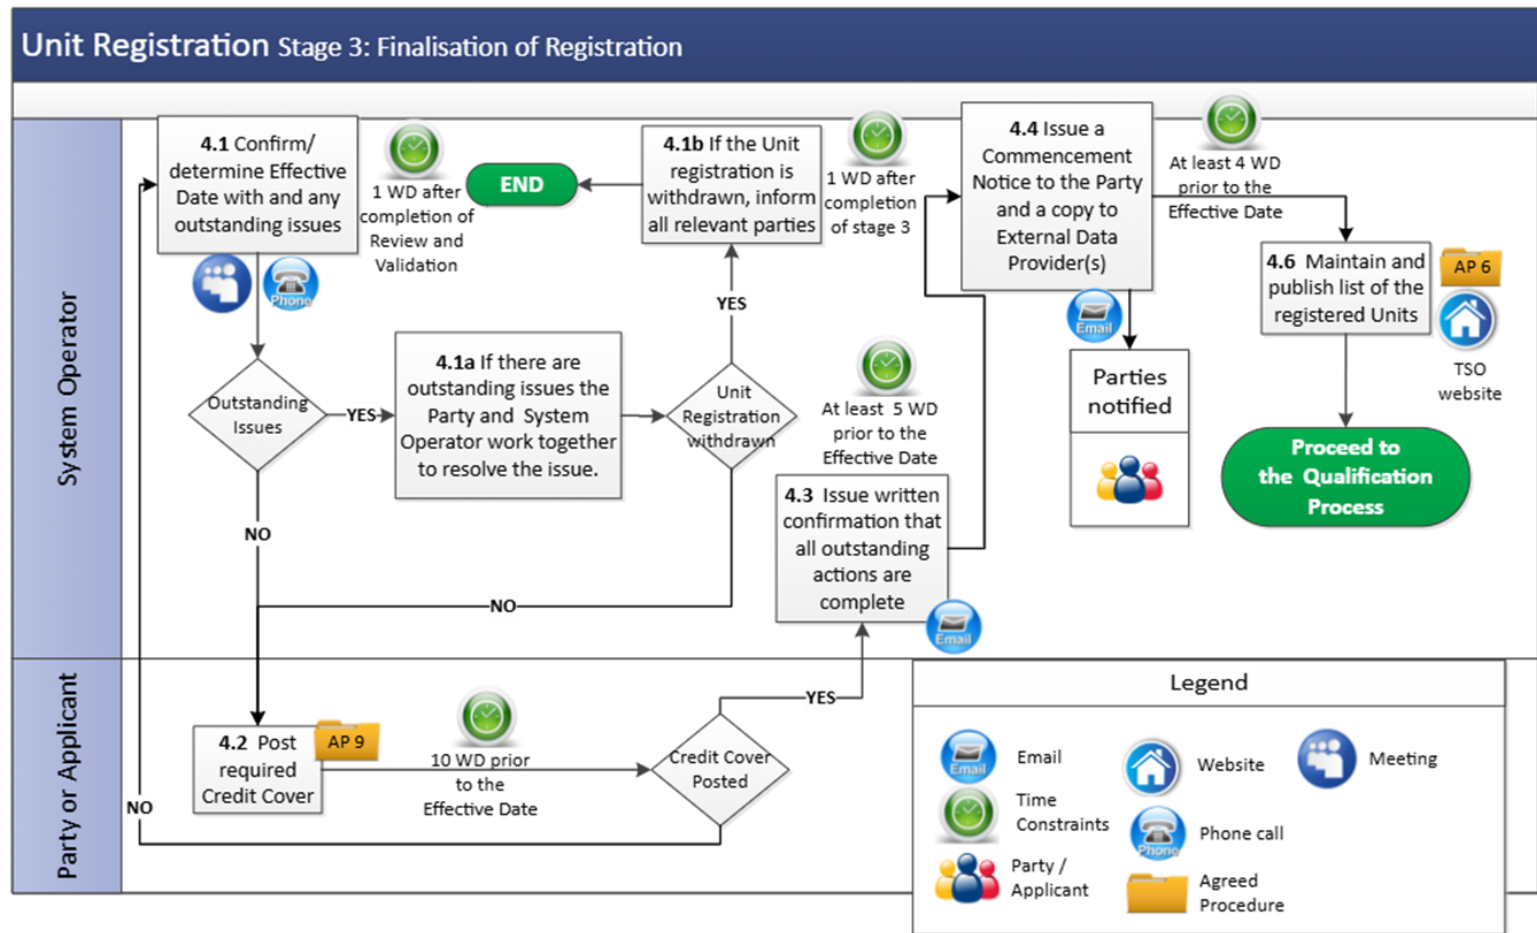 Unit Registration Stage 3: Finalisation of Registration
System Operator
4.1 Confirm/
determine Effective
Date with and any
outstanding issues
Phone
1 WD after
completion of
Review and
Validation
END
4.1b If the Unit
registration is
withdrawn, inform
all relevant parties
1 WD after
completion
of stage 3
4.4 Issue a
Commencement
Notice to the Party
and a copy to
External Data
Provider(s)
Email
At least 4 WD
prior to the
Effective Date
4.6 Maintain and
publish list of the
registered Units
AP 6
TSO
website
Outstanding
Issues
YES
4.1a If there are
outstanding issues the
Party and System
Operator work together
to resolve the issue.
Unit
Registration
withdrawn
YES
At least 5 WD
prior to the
Effective Date
Parties
notified
Proceed to
the Qualification
Process
4.3 Issue written
confirmation that
all outstanding
actions are
complete
Email
NO
NO
Party or Applicant
4.2 Post
required
Credit Cover
AP 9
10 WD prior
to the
Effective Date
Credit Cover
Posted
YES
NO
Legend
Email
Email
Website
Meeting
Time
Constraints
Phone
Phone call
Party /
Applicant
Agreed
Procedure